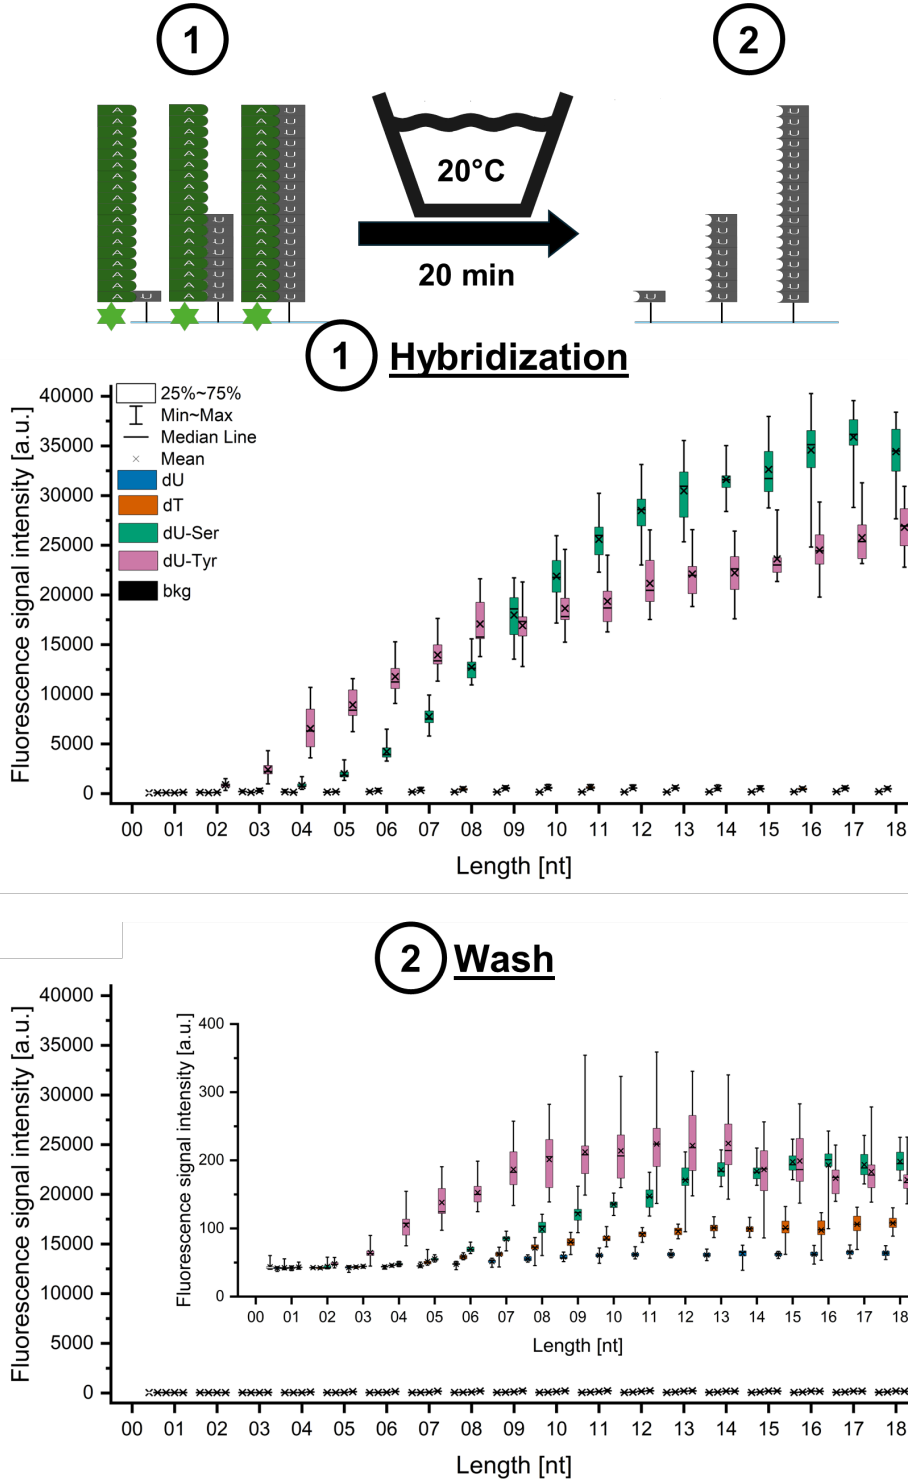 1
2
20°C
20 min
1 Hybridization
Fluorescence signal intensity [a.u.]
40000
35000
30000
25000
20000
15000
10000
5000
0
25%~75%
Min~Max
Median Line
Mean
dU
dT
dU-Ser
dU-Tyr
bkg
00 01 02 03 04 05 06 07 08 09 10 11 12 13 14 15 16 17 18
Length [nt]
2 Wash
Fluorescence signal intensity [a.u.]
40000
35000
30000
25000
20000
15000
10000
5000
0
Fluorescence signal intensity [a.u.]
400
300
200
100
0
00 01 02 03 04 05 06 07 08 09 10 11 12 13 14 15 16 17 18
Length [nt]
00 01 02 03 04 05 06 07 08 09 10 11 12 13 14 15 16 17 18
Length [nt]